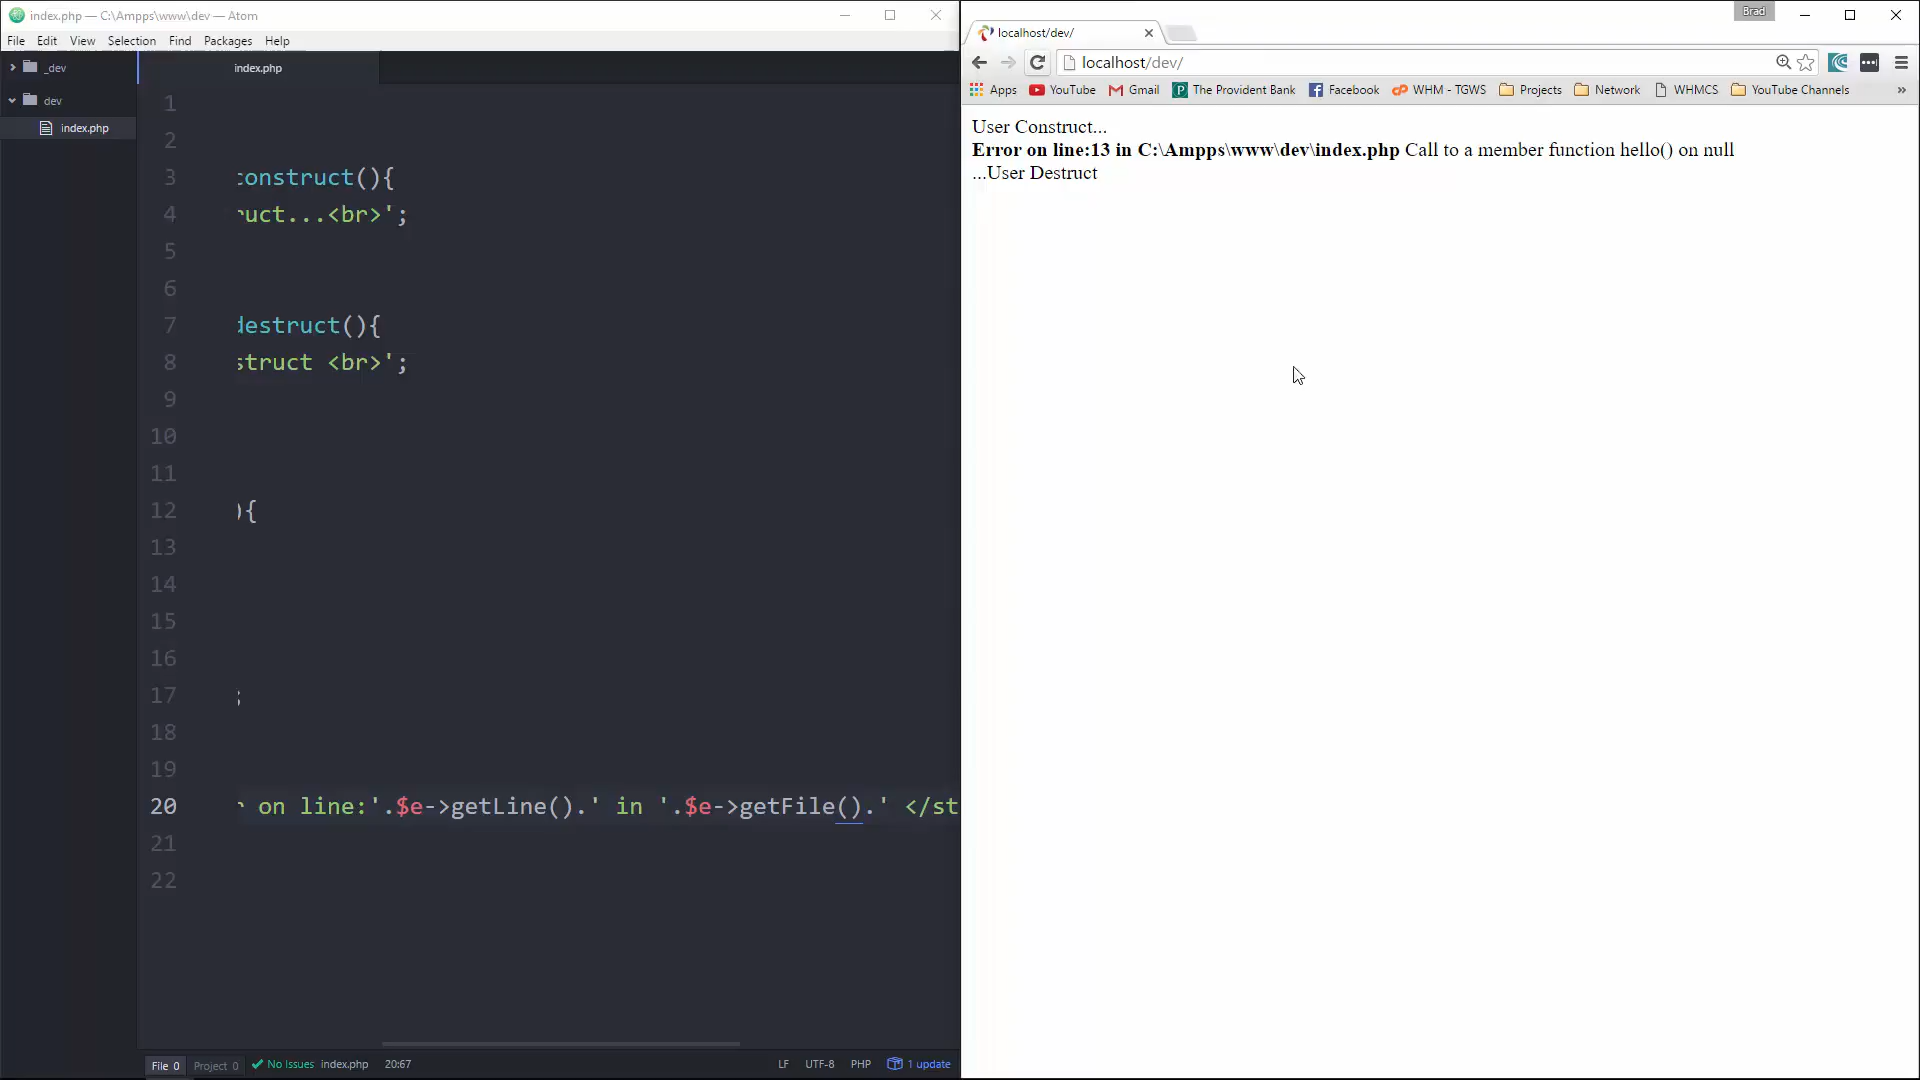 index.php — C:\Ampps\www\dev — Atom
File Edit View Selection Find Packages Help
_dev
dev
index.php
index.php
1
2
3 construct(){
4 ruct...<br>';
5
6
7 destruct(){
8 struct <br>';
9
10
11
12 ){
13
14
15
16
17 ;
18
19
20 r on line:'.$e->getLine().' in '.$e->getFile().' </st
21
22
File 0 Project 0 No Issues index.php 20:67 LF UTF-8 PHP 1 update
Brad
localhost/dev/
localhost/dev/
Apps YouTube Gmail The Provident Bank Facebook WHM - TGWS Projects Network WHMCS YouTube Channels »
User Construct...
Error on line:13 in C:\Ampps\www\dev\index.php Call to a member function hello() on null
...User Destruct